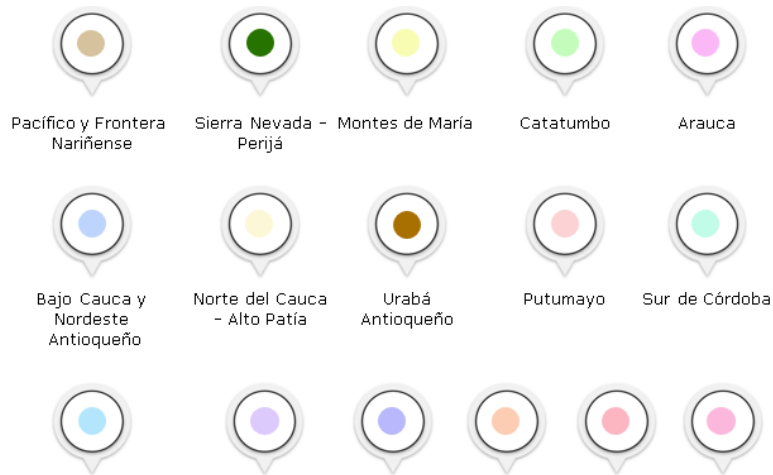 Pacífico y Frontera
Nariñense
Sierra Nevada –
Perijá
Montes de María
Catatumbo
Arauca
Bajo Cauca y
Nordeste
Antioqueño
Norte del Cauca
– Alto Patía
Urabá
Antioqueño
Putumayo
Sur de Córdoba